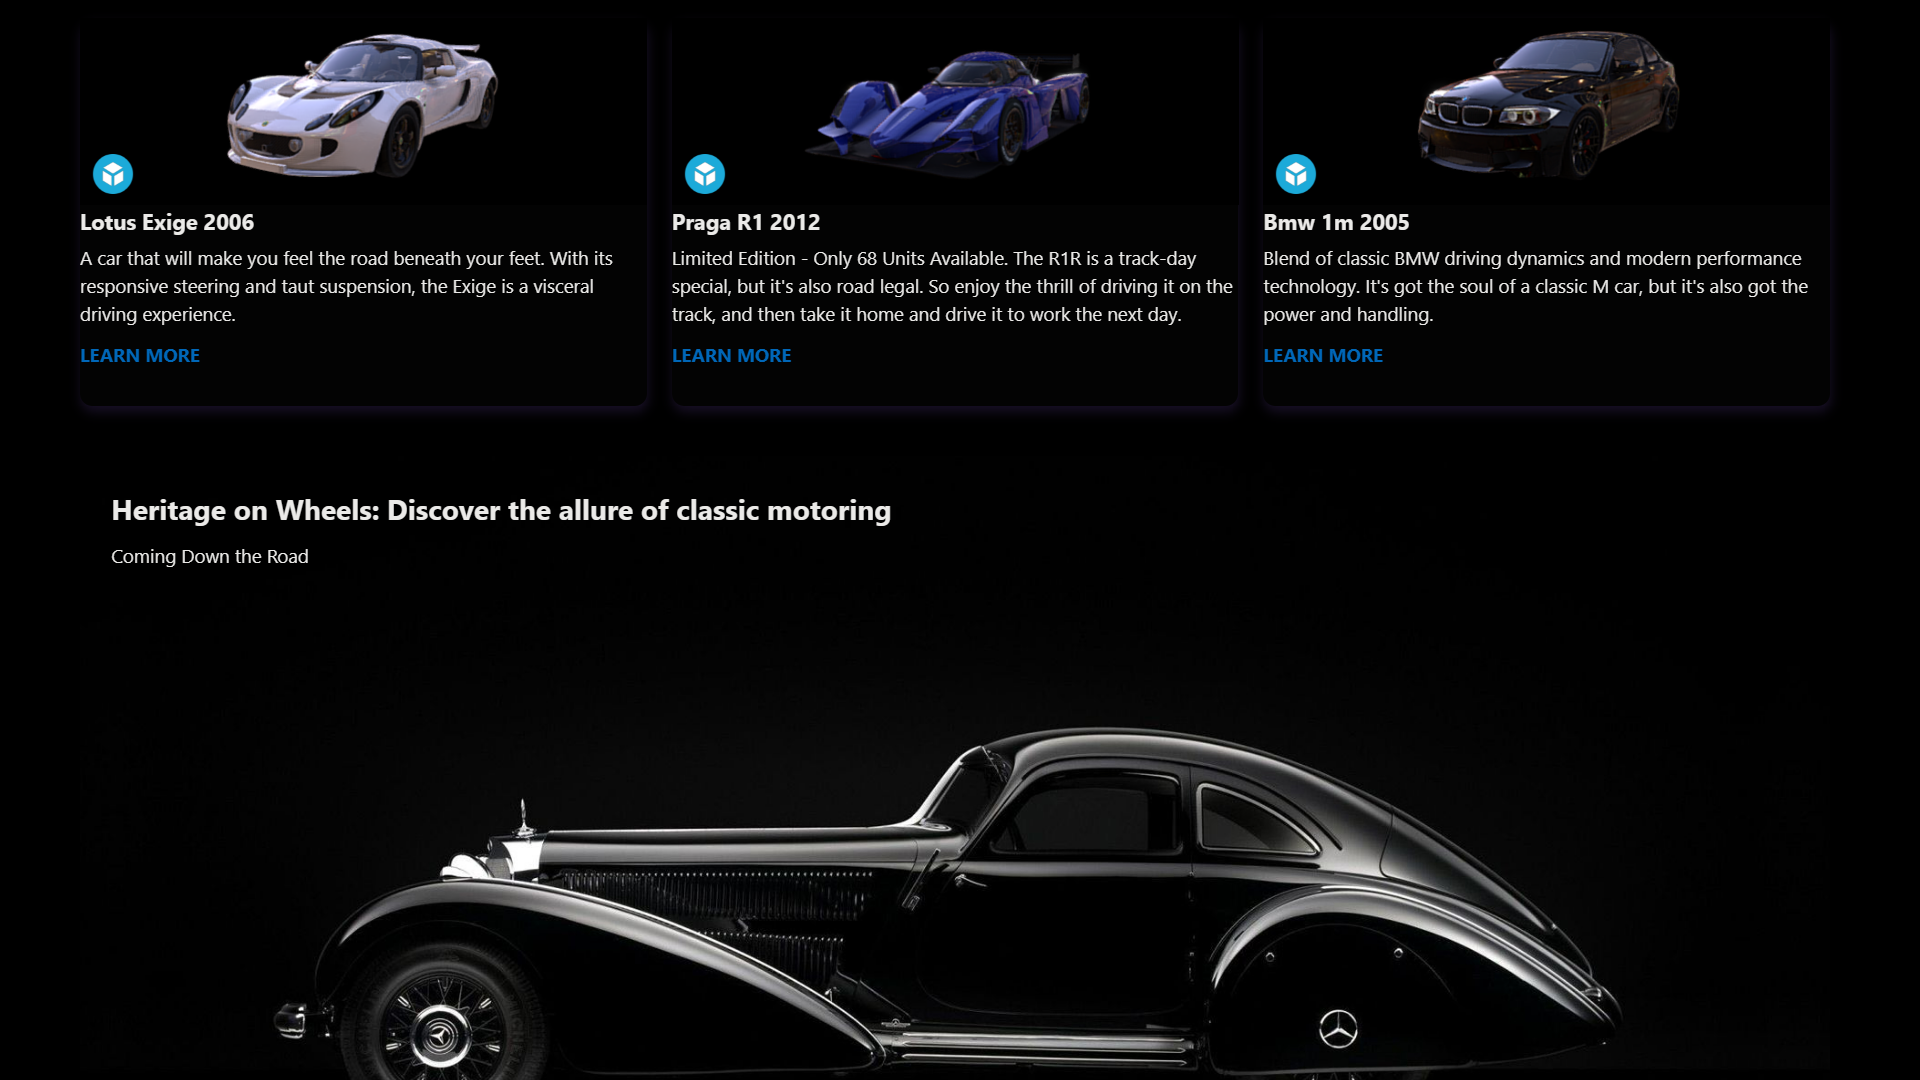 Lotus Exige 2006
A car that will make you feel the road beneath your feet. With its
responsive steering and taut suspension, the Exige is a visceral
driving experience.
LEARN MORE
Praga R1 2012
Limited Edition - Only 68 Units Available. The R1R is a track-day
special, but it's also road legal. So enjoy the thrill of driving it on the
track, and then take it home and drive it to work the next day.
LEARN MORE
Bmw 1m 2005
Blend of classic BMW driving dynamics and modern performance
technology. It's got the soul of a classic M car, but it's also got the
power and handling.
LEARN MORE
Heritage on Wheels: Discover the allure of classic motoring
Coming Down the Road